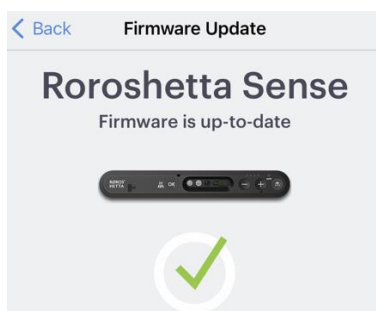 Back
Firmware Update
Roroshetta Sense
Firmware is up-to-date
OK